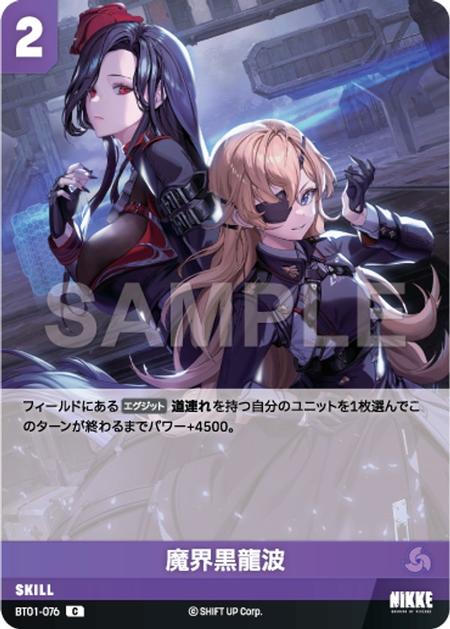 2
SAMPLE
フィールドにある エグジット 道連れを持つ自分のユニットを1枚選んでこ
のターンが終わるまでパワー+4500。
魔界黒龍波
SKILL
BT01-076 C
© SHIFT UP Corp.
NIKKE